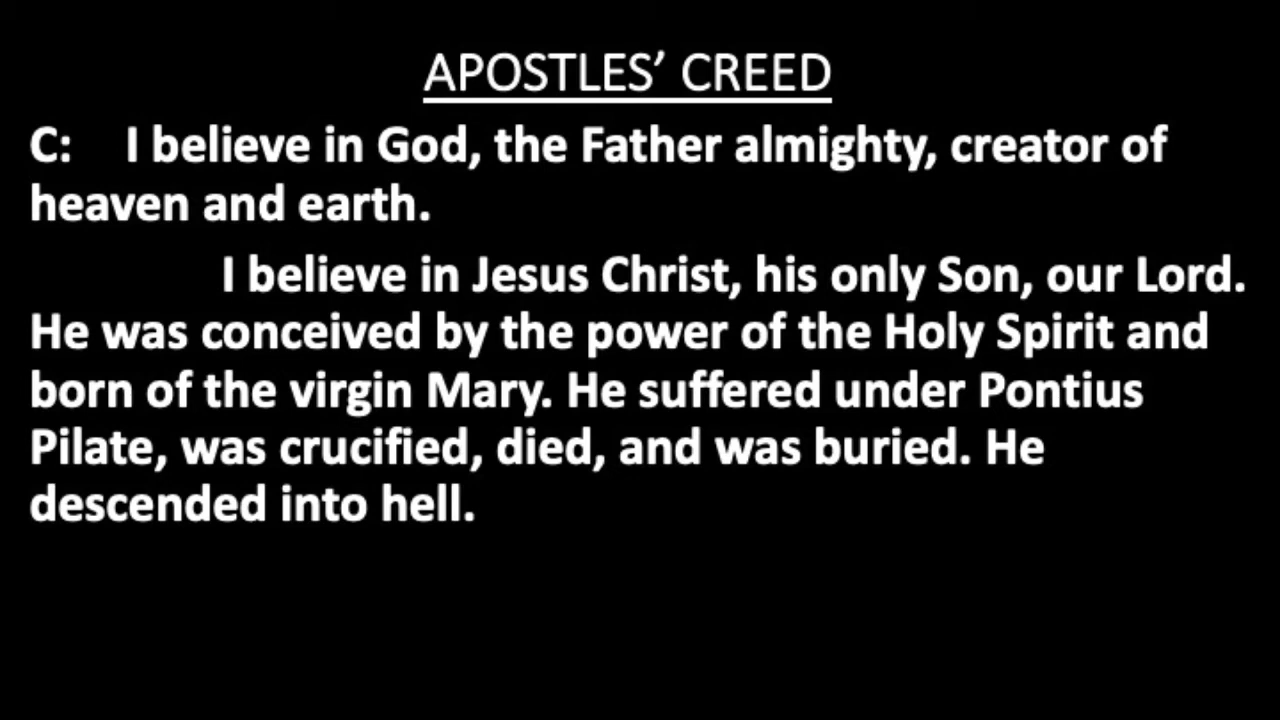 APOSTLES’ CREED
C: I believe in God, the Father almighty, creator of
heaven and earth.
I believe in Jesus Christ, his only Son, our Lord.
He was conceived by the power of the Holy Spirit and
born of the virgin Mary. He suffered under Pontius
Pilate, was crucified, died, and was buried. He
descended into hell.